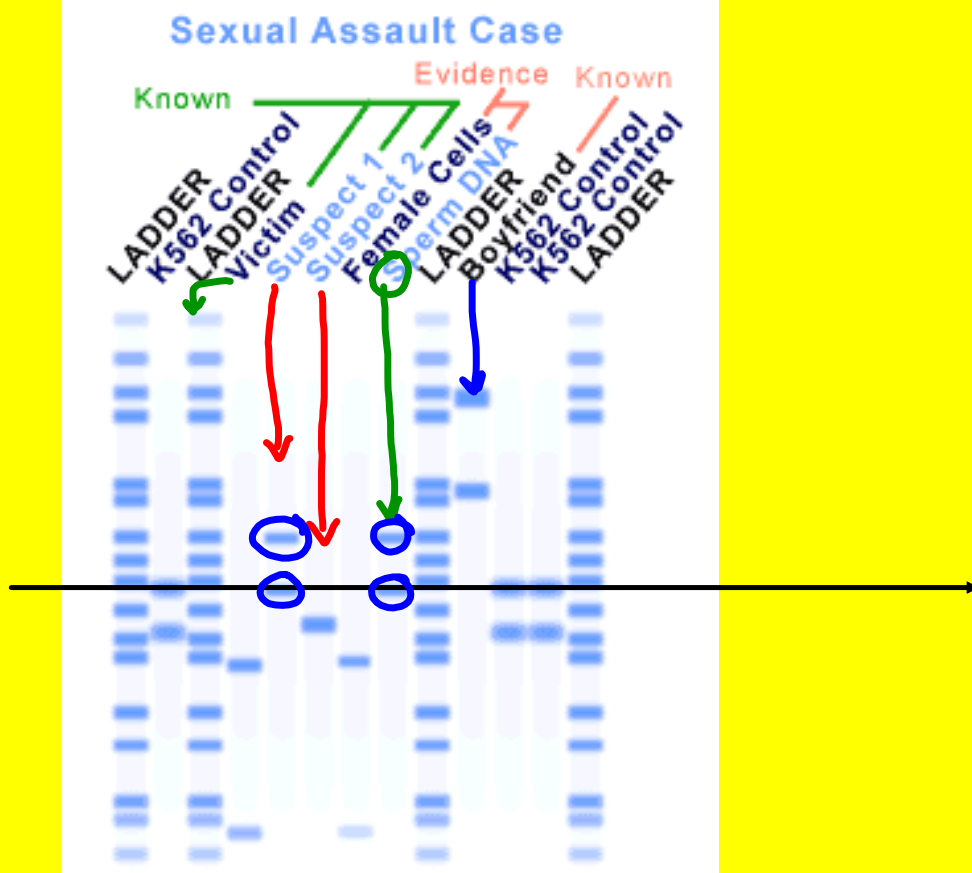 Sexual Assault Case
Evidence
Known
Known
LADDER
K562 Control
LADDER
Victim
Suspect 1
Suspect 2
Female Cells
Sperm DNA
LADDER
Boyfriend
K562 Control
K562 Control
LADDER